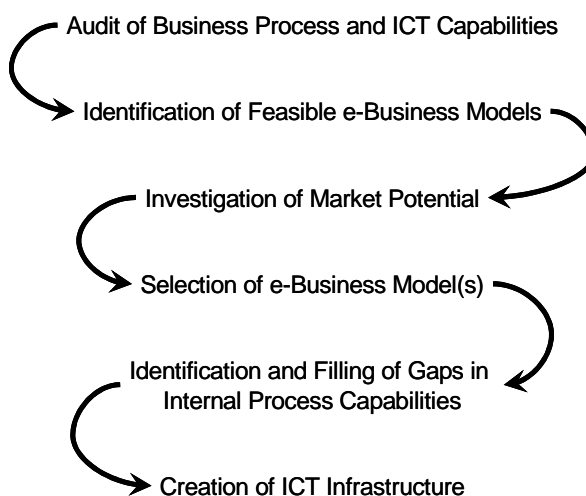 Audit of Business Process and ICT Capabilities
Identification of Feasible e-Business Models
Investigation of Market Potential
Selection of e-Business Model(s)
Identification and Filling of Gaps in
Internal Process Capabilities
Creation of ICT Infrastructure